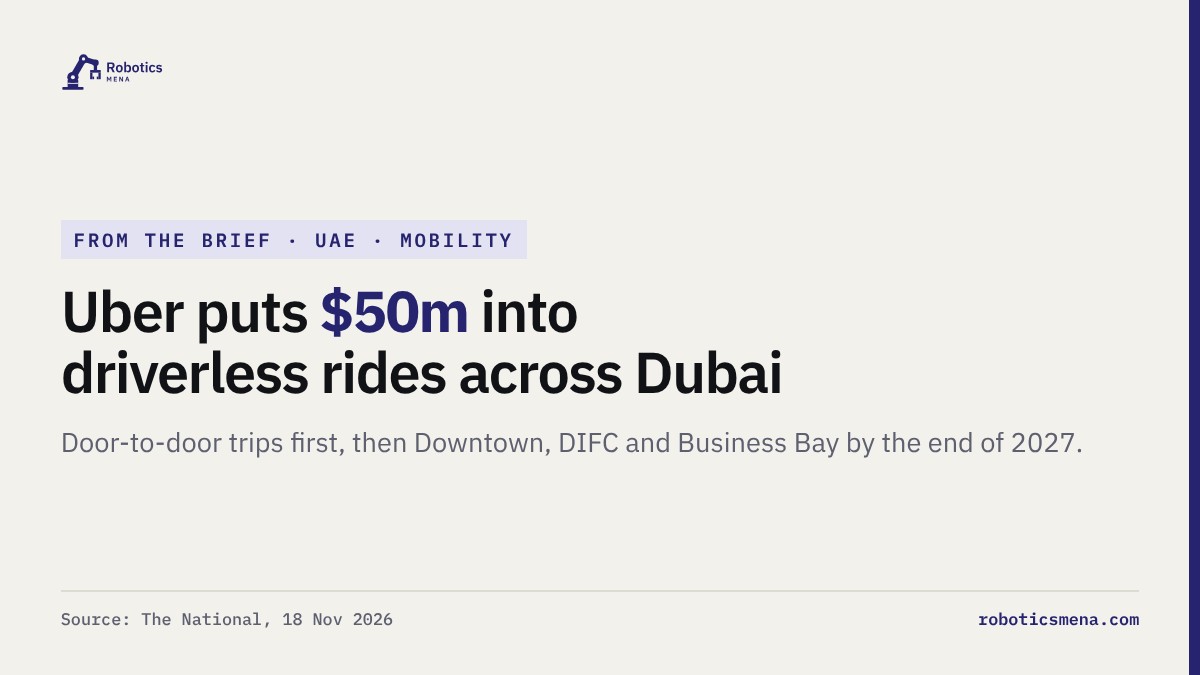 Robotics
MENA
FROM THE BRIEF · UAE · MOBILITY
Uber puts $50m into
driverless rides across Dubai
Door-to-door trips first, then Downtown, DIFC and Business Bay by the end of 2027.
Source: The National, 18 Nov 2026
roboticsmena.com